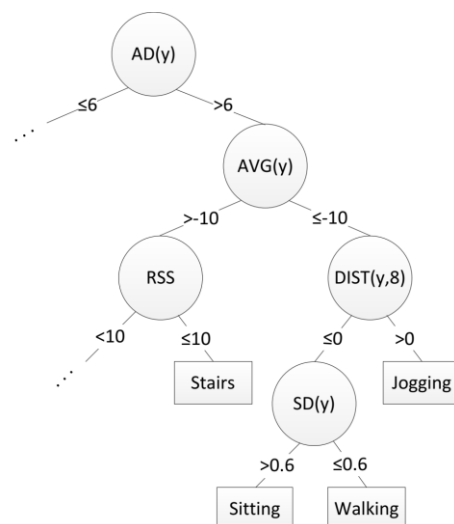 AD(y)
≤6
>6
...
AVG(y)
>-10
≤-10
RSS
DIST(y,8)
<10
≤10
≤0
>0
...
Stairs
Jogging
SD(y)
>0.6
≤0.6
Sitting
Walking